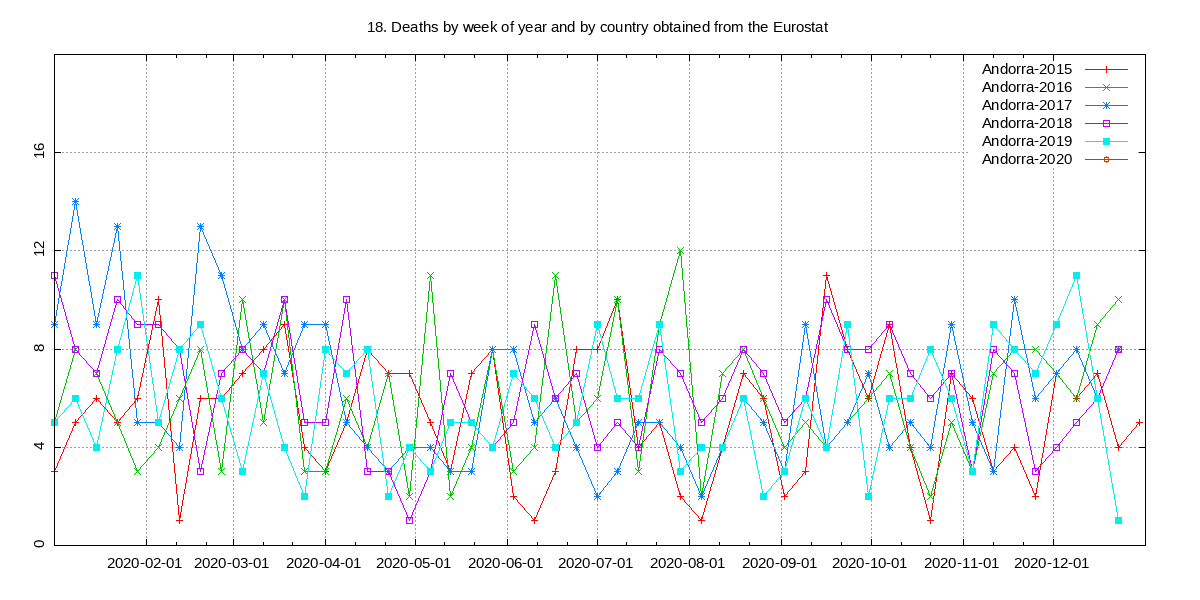 18. Deaths by week of year and by country obtained from the Eurostat
Andorra-2015
Andorra-2016
Andorra-2017
Andorra-2018
Andorra-2019
Andorra-2020
16
12
8
4
0
2020-02-01 2020-03-01 2020-04-01 2020-05-01 2020-06-01 2020-07-01 2020-08-01 2020-09-01 2020-10-01 2020-11-01 2020-12-01